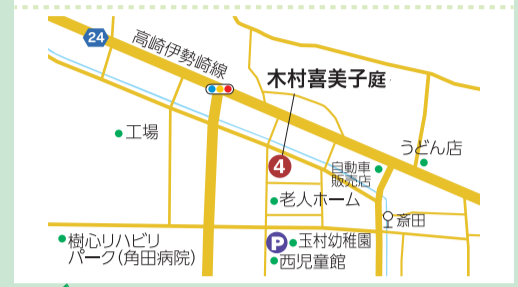 24
高崎伊勢崎線
木村喜美子庭
工場
うどん店
4
自動車
販売店
老人ホーム
斎田
樹心リハビリ
パーク(角田病院)
P
玉村幼稚園
西児童館